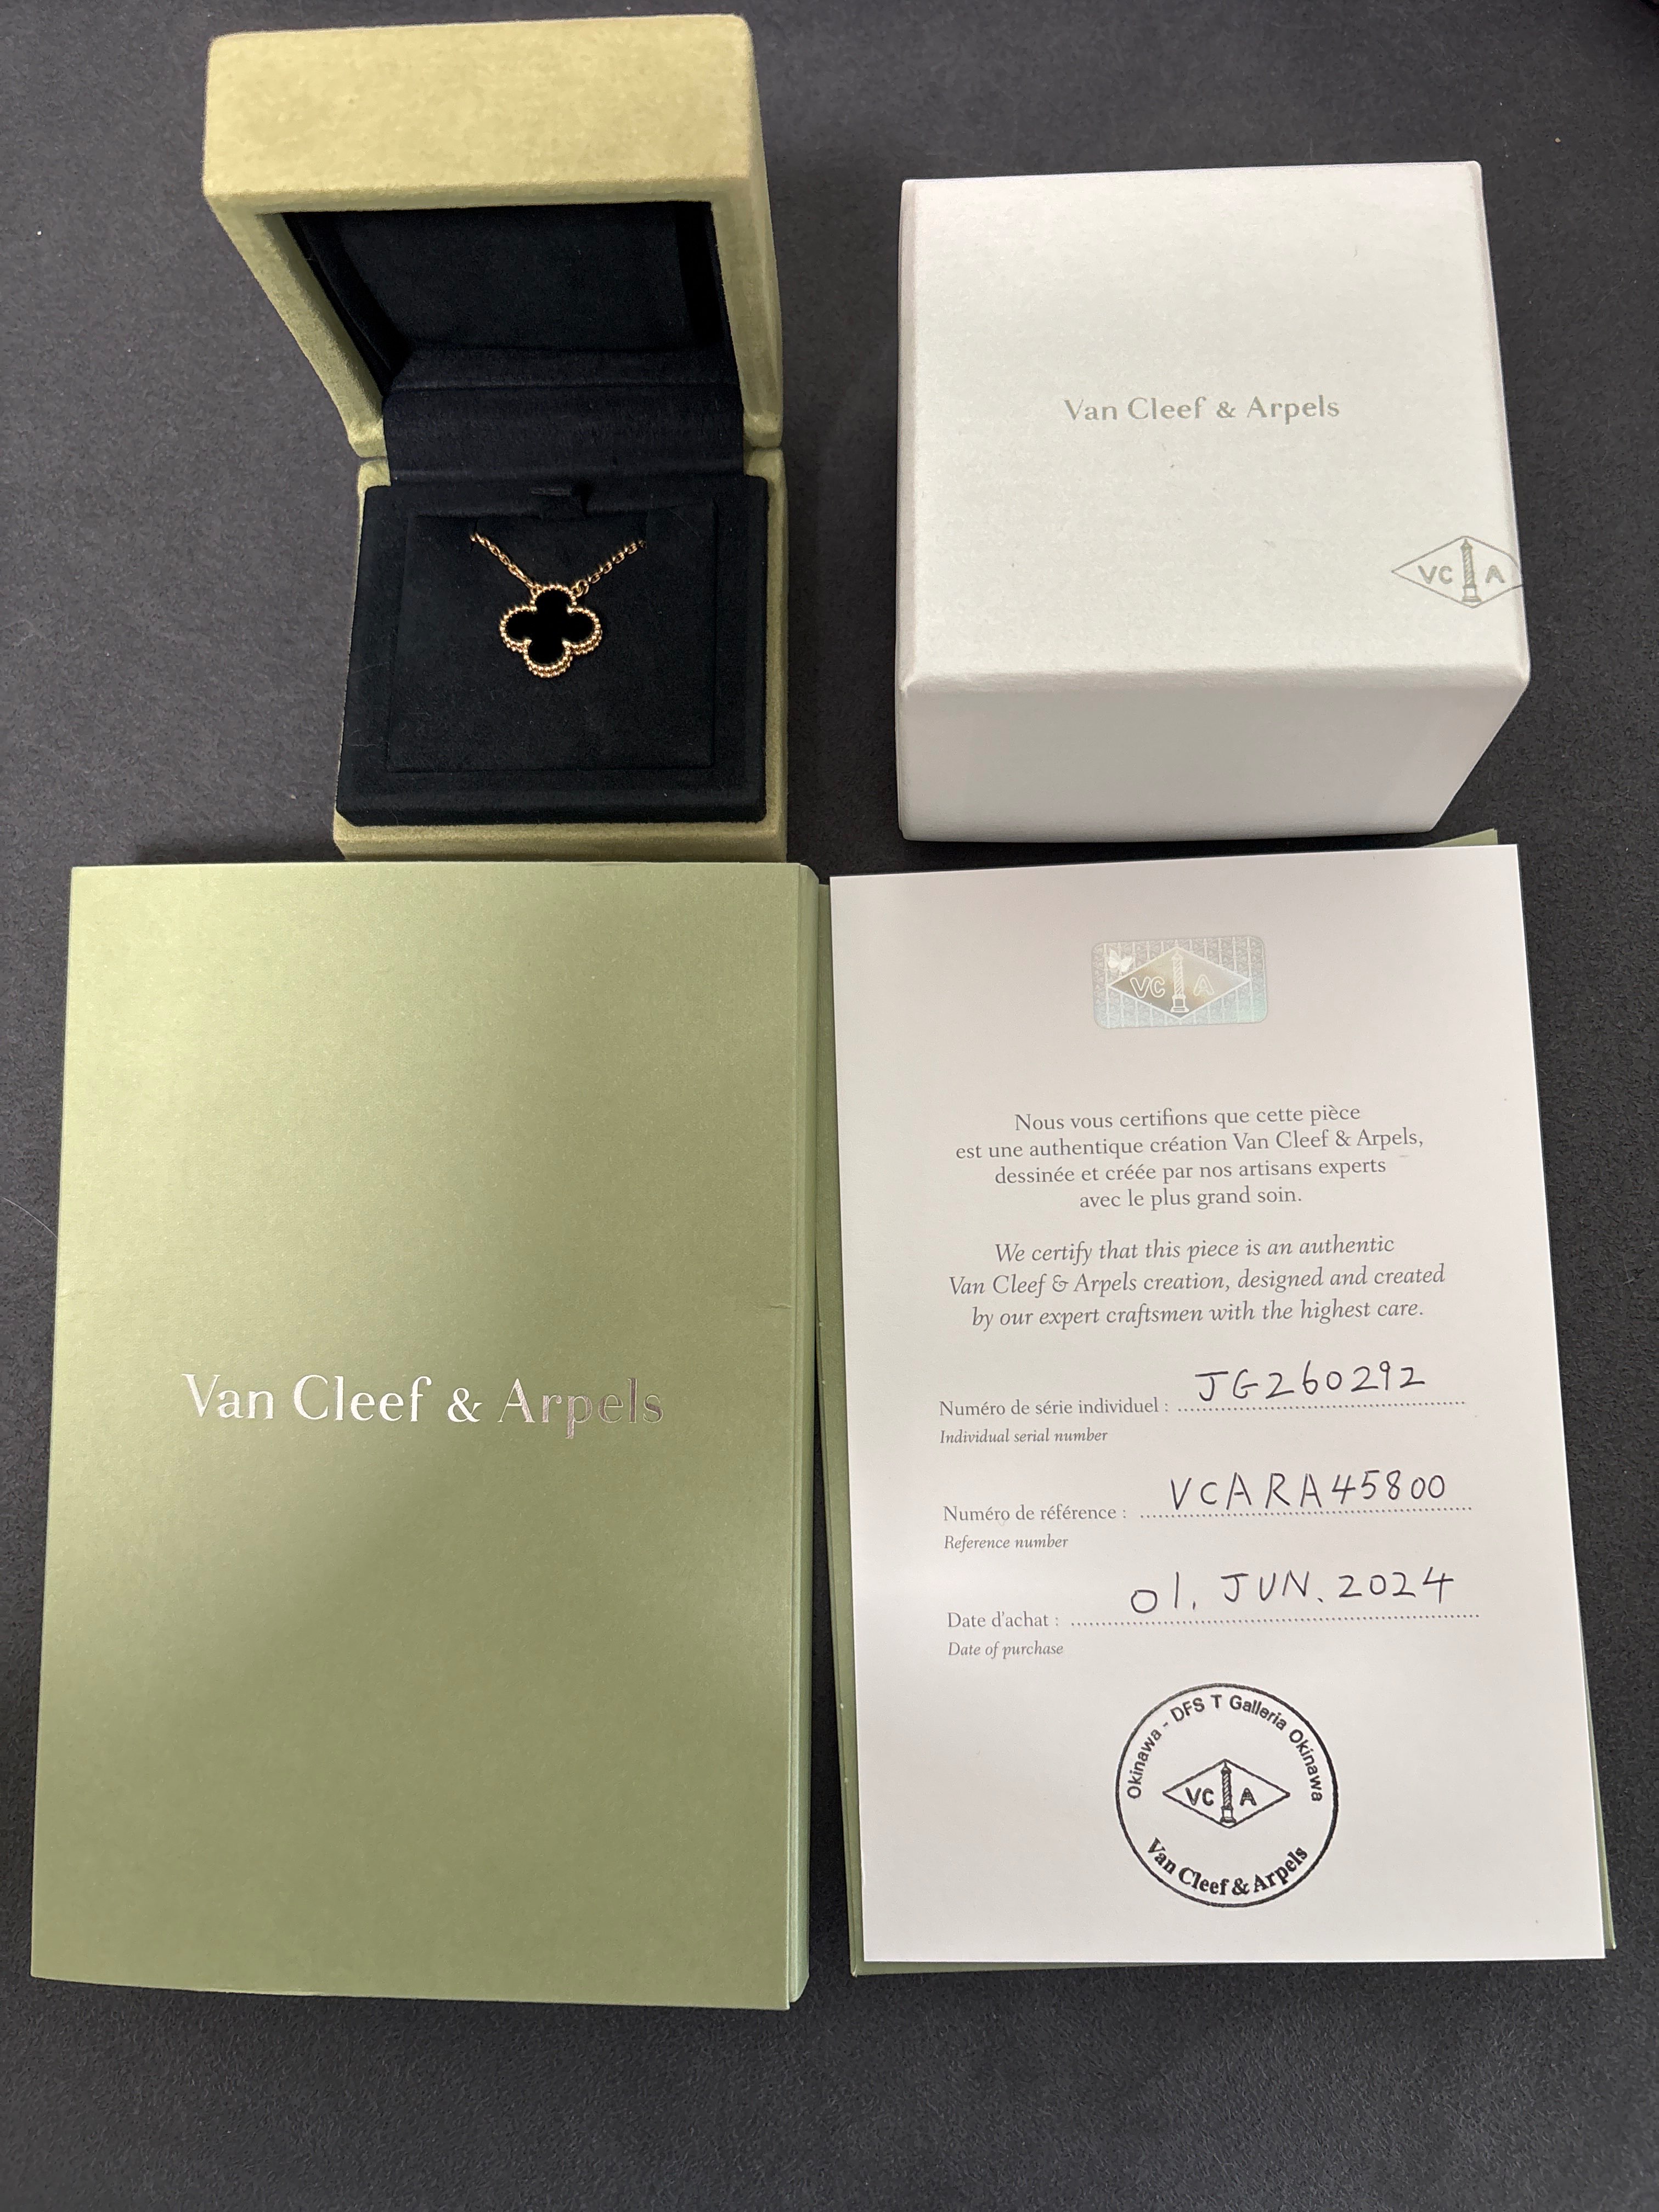 Van Cleef & Arpels
VC A
Van Cleef & Arpels
VC A
Nous vous certifions que cette pièce
est une authentique création Van Cleef & Arpels,
dessinée et créée par nos artisans experts
avec le plus grand soin.
We certify that this piece is an authentic
Van Cleef & Arpels creation, designed and created
by our expert craftsmen with the highest care.
Numéro de série individuel : JG260292
Individual serial number
Numéro de référence : VCARA45800
Reference number
Date d'achat : 01. JUN. 2024
Date of purchase
Okinawa - DFS T Galleria Okinawa
VC A
Van Cleef & Arpels